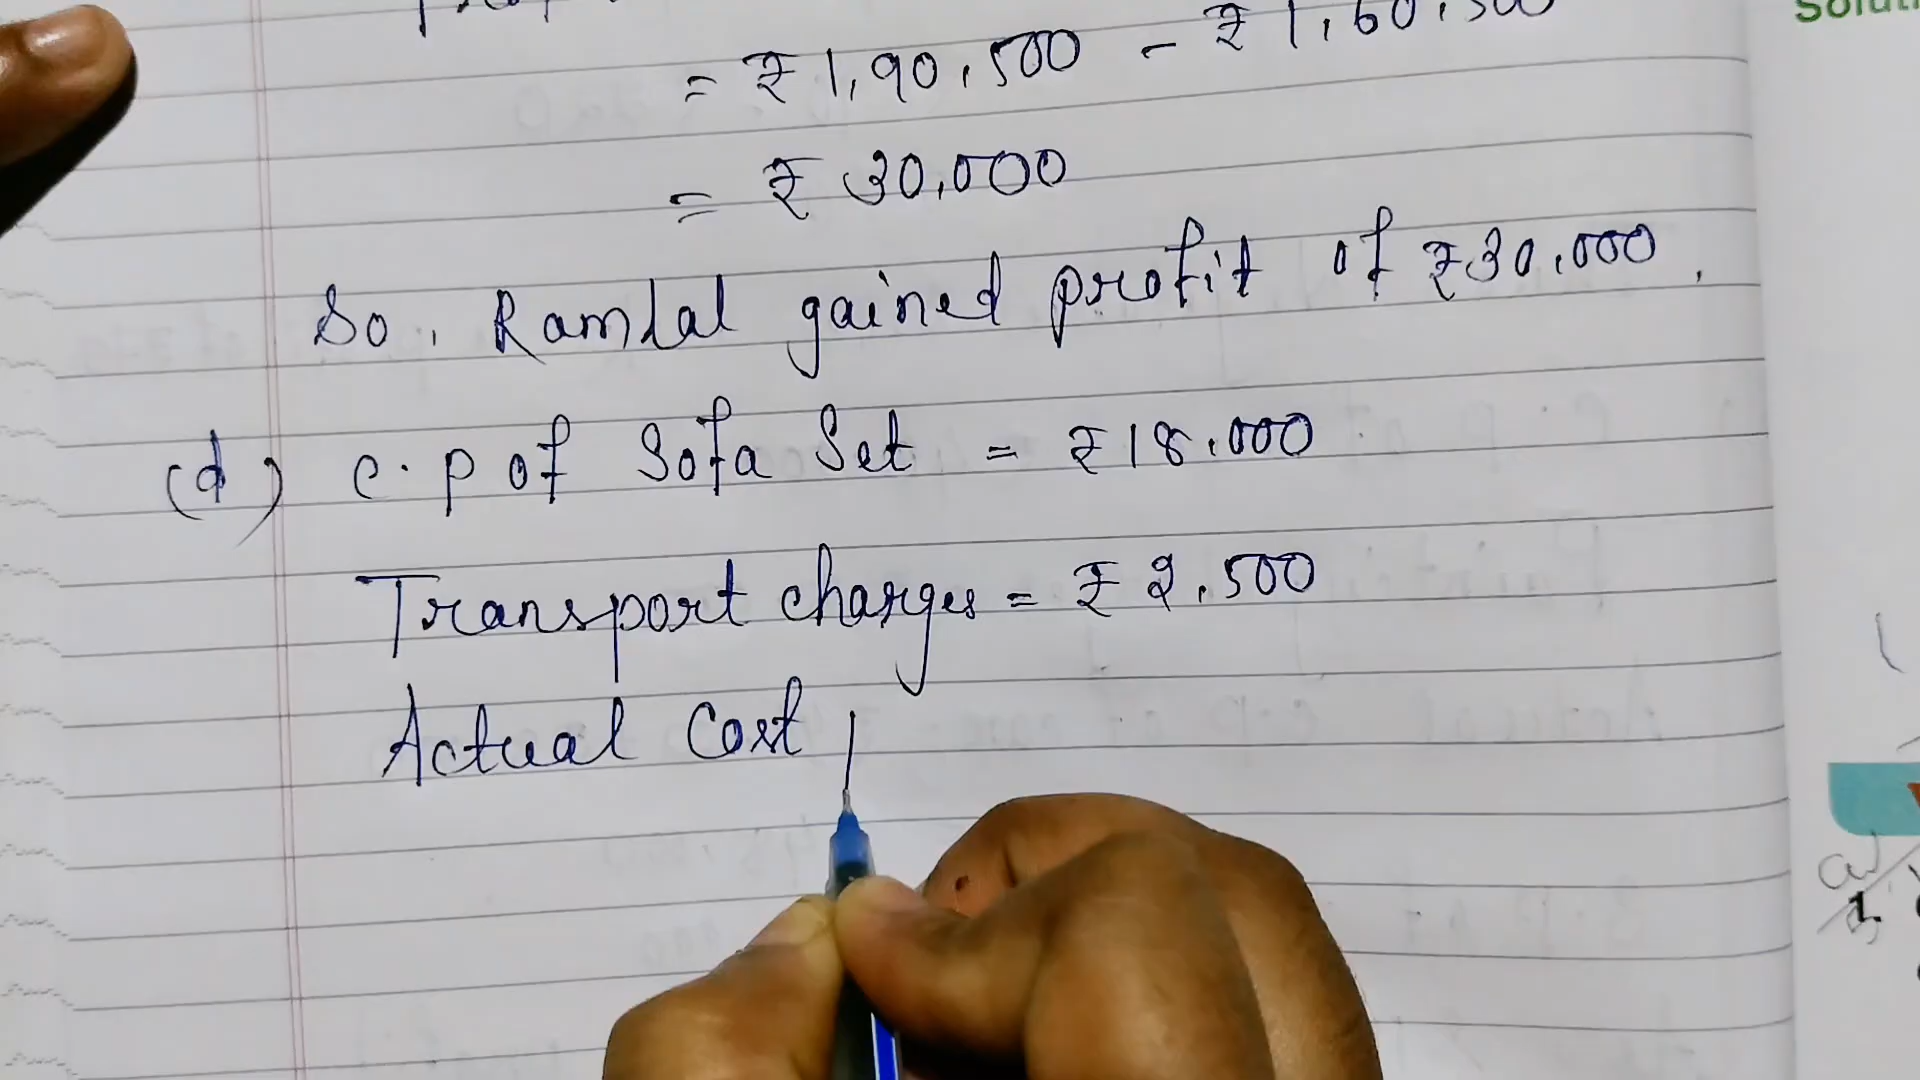 = ₹ 1,90,500 - ₹ 1,60,500
= ₹ 30,000
So, Ramlal gained profit of ₹30,000.
(d) C.P of Sofa Set = ₹18,000
Transport charges = ₹ 2,500
Actual Cost